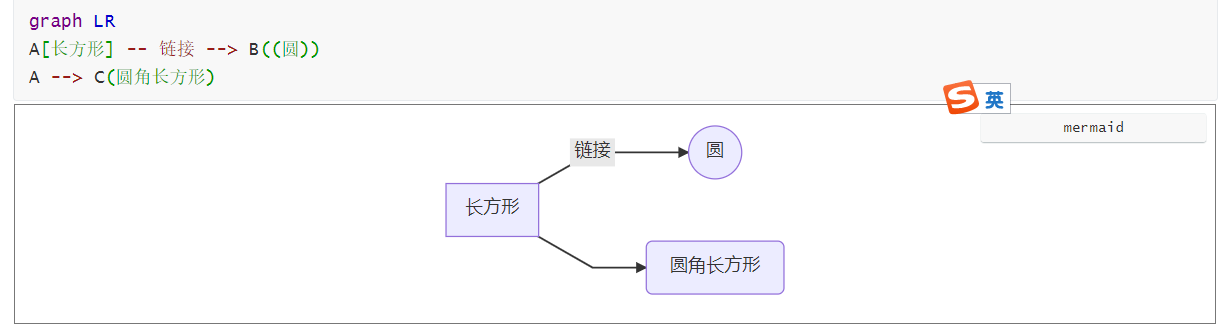 graph LR
A[长方形] -- 链接 --> B((圆))
A --> C(圆角长方形)
S 英
mermaid
链接
圆
长方形
圆角长方形